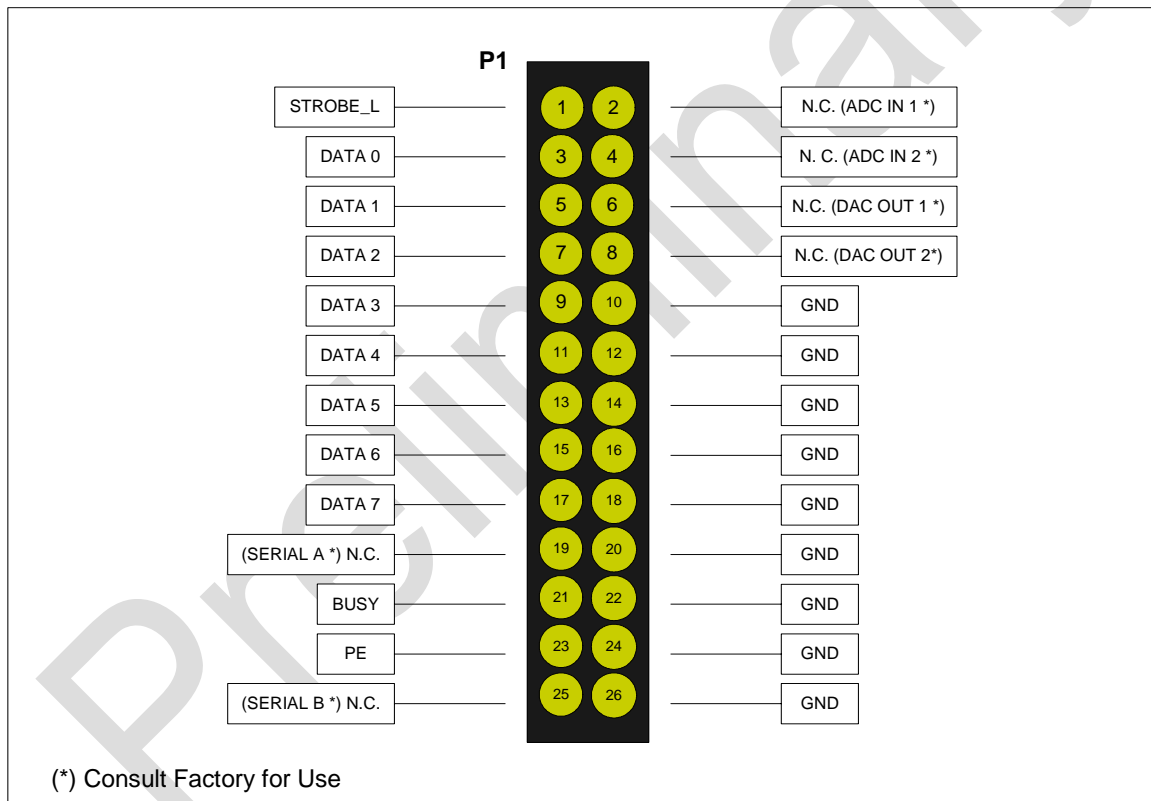 P1
STROBE_L 1 2 N.C. (ADC IN 1 *)
DATA 0 3 4 N. C. (ADC IN 2 *)
DATA 1 5 6 N.C. (DAC OUT 1 *)
DATA 2 7 8 N.C. (DAC OUT 2*)
DATA 3 9 10 GND
DATA 4 11 12 GND
DATA 5 13 14 GND
DATA 6 15 16 GND
DATA 7 17 18 GND
(SERIAL A *) N.C. 19 20 GND
BUSY 21 22 GND
PE 23 24 GND
(SERIAL B *) N.C. 25 26 GND
(*) Consult Factory for Use
Preliminary